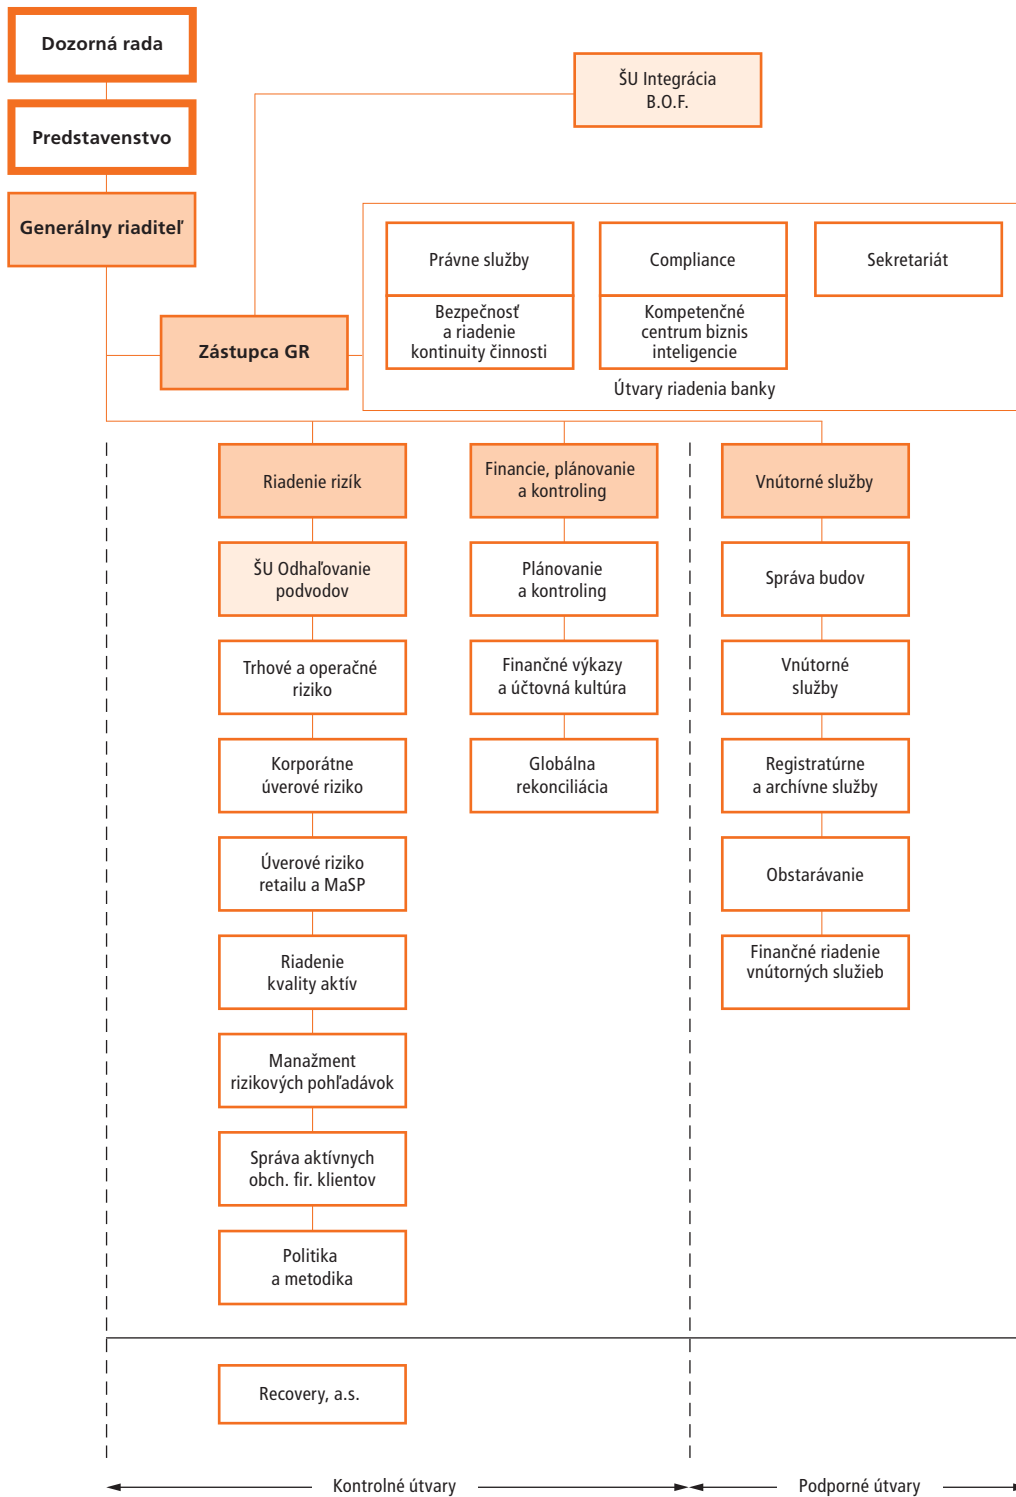 Dozorná rada
ŠU Integrácia
B.O.F.
Predstavenstvo
Generálny riaditeľ
Právne služby
Compliance
Sekretariát
Bezpečnosť
a riadenie
kontinuity činnosti
Kompetenčné
centrum biznis
inteligencie
Zástupca GR
Útvary riadenia banky
Riadenie rizík
Financie, plánovanie
a kontroling
Vnútorné služby
ŠU Odhaľovanie
podvodov
Plánovanie
a kontroling
Správa budov
Trhové a operačné
riziko
Finančné výkazy
a účtovná kultúra
Vnútorné
služby
Korporátne
úverové riziko
Globálna
rekonciliácia
Registratúrne
a archívne služby
Úverové riziko
retailu a MaSP
Obstarávanie
Riadenie
kvality aktív
Finančné riadenie
vnútorných služieb
Manažment
rizikových pohľadávok
Správa aktívnych
obch. fir. klientov
Politika
a metodika
Recovery, a.s.
Kontrolné útvary
Podporné útvary